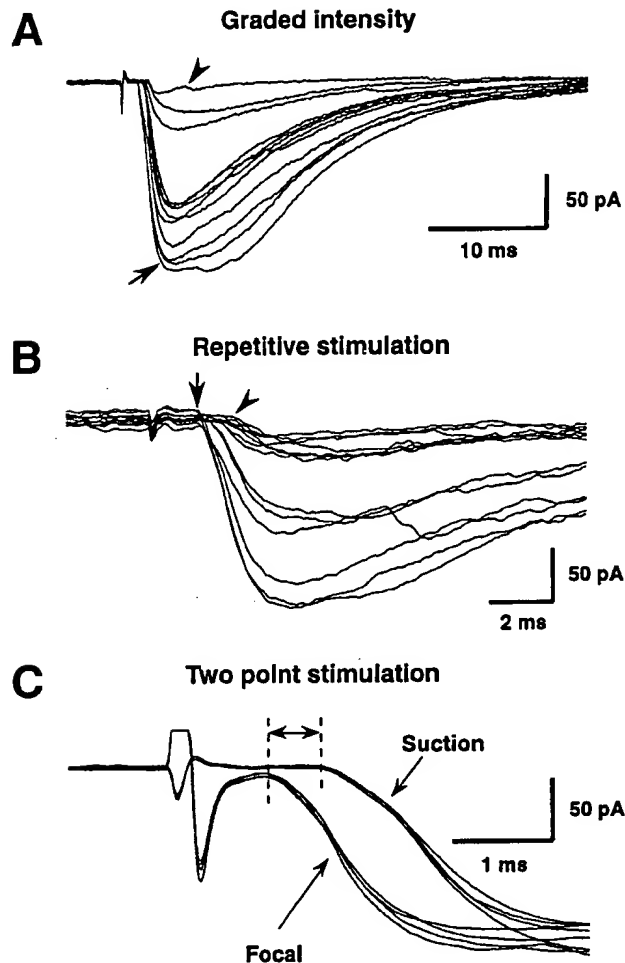 A
Graded intensity
50 pA
10 ms
B
Repetitive stimulation
50 pA
2 ms
C
Two point stimulation
Suction
50 pA
1 ms
Focal